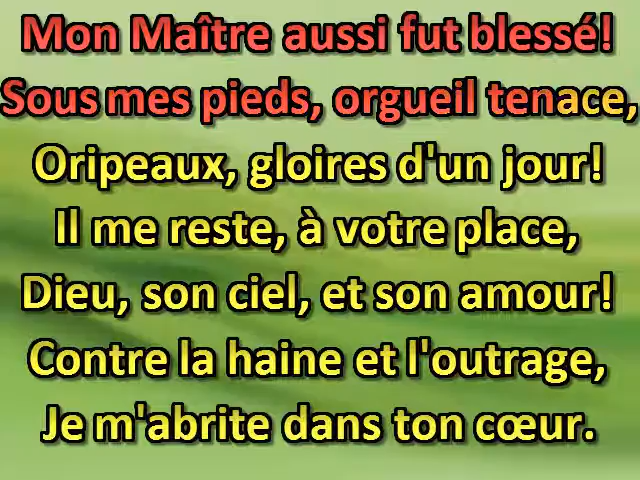 Mon Maître aussi fut blessé!
Sous mes pieds, orgueil tenace,
Oripeaux, gloires d'un jour!
Il me reste, à votre place,
Dieu, son ciel, et son amour!
Contre la haine et l'outrage,
Je m'abrite dans ton cœur.